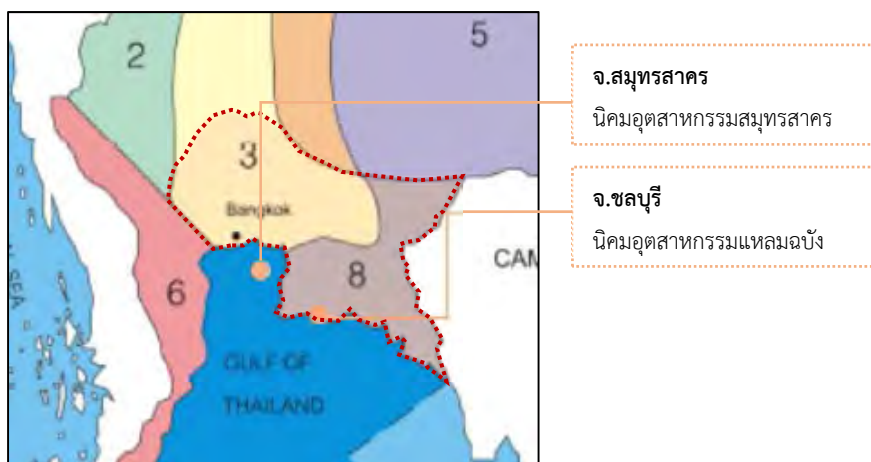 2
5
3
Bangkok
6
8
CAM
N SEA
GULF OF
THAILAND
จ.สมุทรสาคร
นิคมอุตสาหกรรมสมุทรสาคร
จ.ชลบุรี
นิคมอุตสาหกรรมแหลมฉบัง